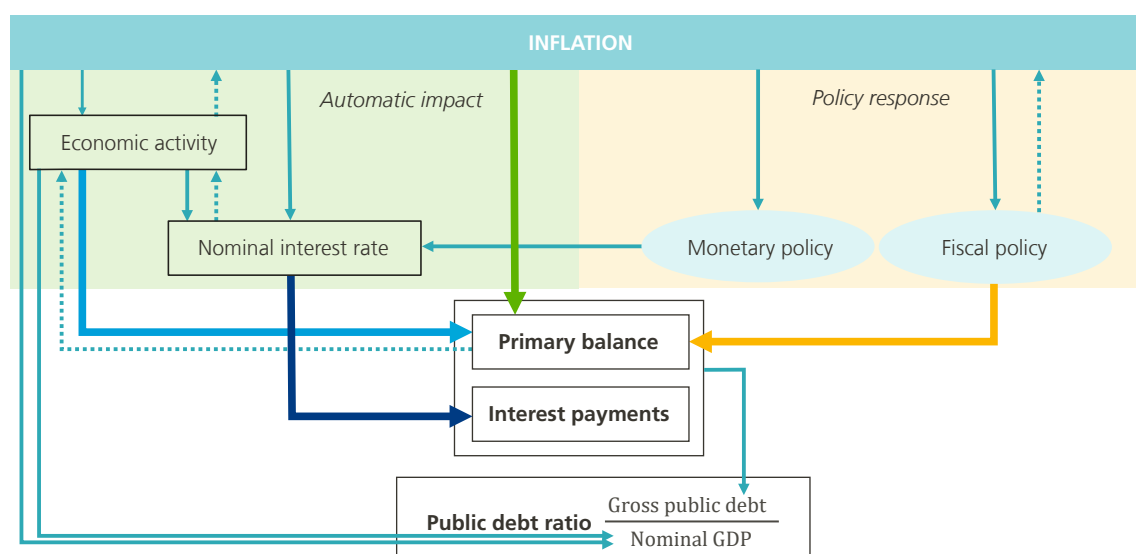 INFLATION
Automatic impact
Policy response
Economic activity
Nominal interest rate
Monetary policy
Fiscal policy
Primary balance
Interest payments
Public debt ratio
Gross public debt
Nominal GDP